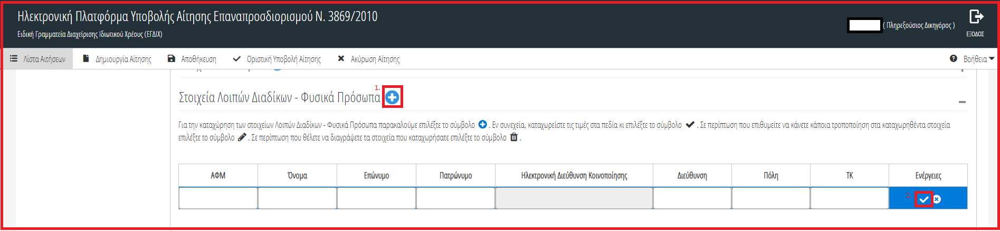 Ηλεκτρονική Πλατφόρμα Υποβολής Αίτησης Επαναπροσδιορισμού Ν. 3869/2010
Ειδική Γραμματεία Διαχείρισης Ιδιωτικού Χρέους (ΕΓΔΙΧ)
( Πληρεξούσιος Δικηγόρος )
ΕΞΟΔΟΣ
Λίστα Αιτήσεων Δημιουργία Αίτησης Αποθήκευση Οριστική Υποβολή Αίτησης Ακύρωση Αίτησης Βοήθεια
1.
Στοιχεία Λοιπών Διαδίκων - Φυσικά Πρόσωπα
Για την καταχώρηση των στοιχείων Λοιπών Διαδίκων - Φυσικά Πρόσωπα παρακαλούμε επιλέξτε το σύμβολο . Εν συνεχεία, καταχωρείστε τις τιμές στα πεδία κι επιλέξτε το σύμβολο . Σε περίπτωση που επιθυμείτε να κάνετε κάποια τροποποίηση στα καταχωρηθέντα στοιχεία
επιλέξτε το σύμβολο . Σε περίπτωση που θέλετε να διαγράψετε τα στοιχεία που καταχωρήσατε επιλέξτε το σύμβολο .
ΑΦΜ Όνομα Επώνυμο Πατρώνυμο Ηλεκτρονική Διεύθυνση Κοινοποίησης Διεύθυνση Πόλη ΤΚ Ενέργειες
2.